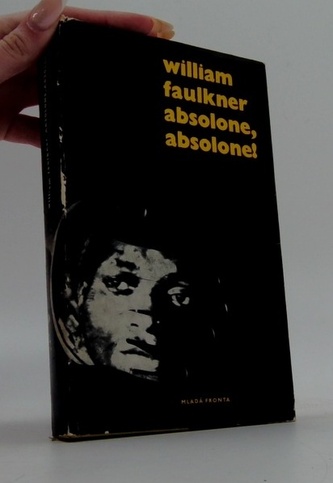 william
faulkner
absolone,
absolone!
MLADÁ FRONTA